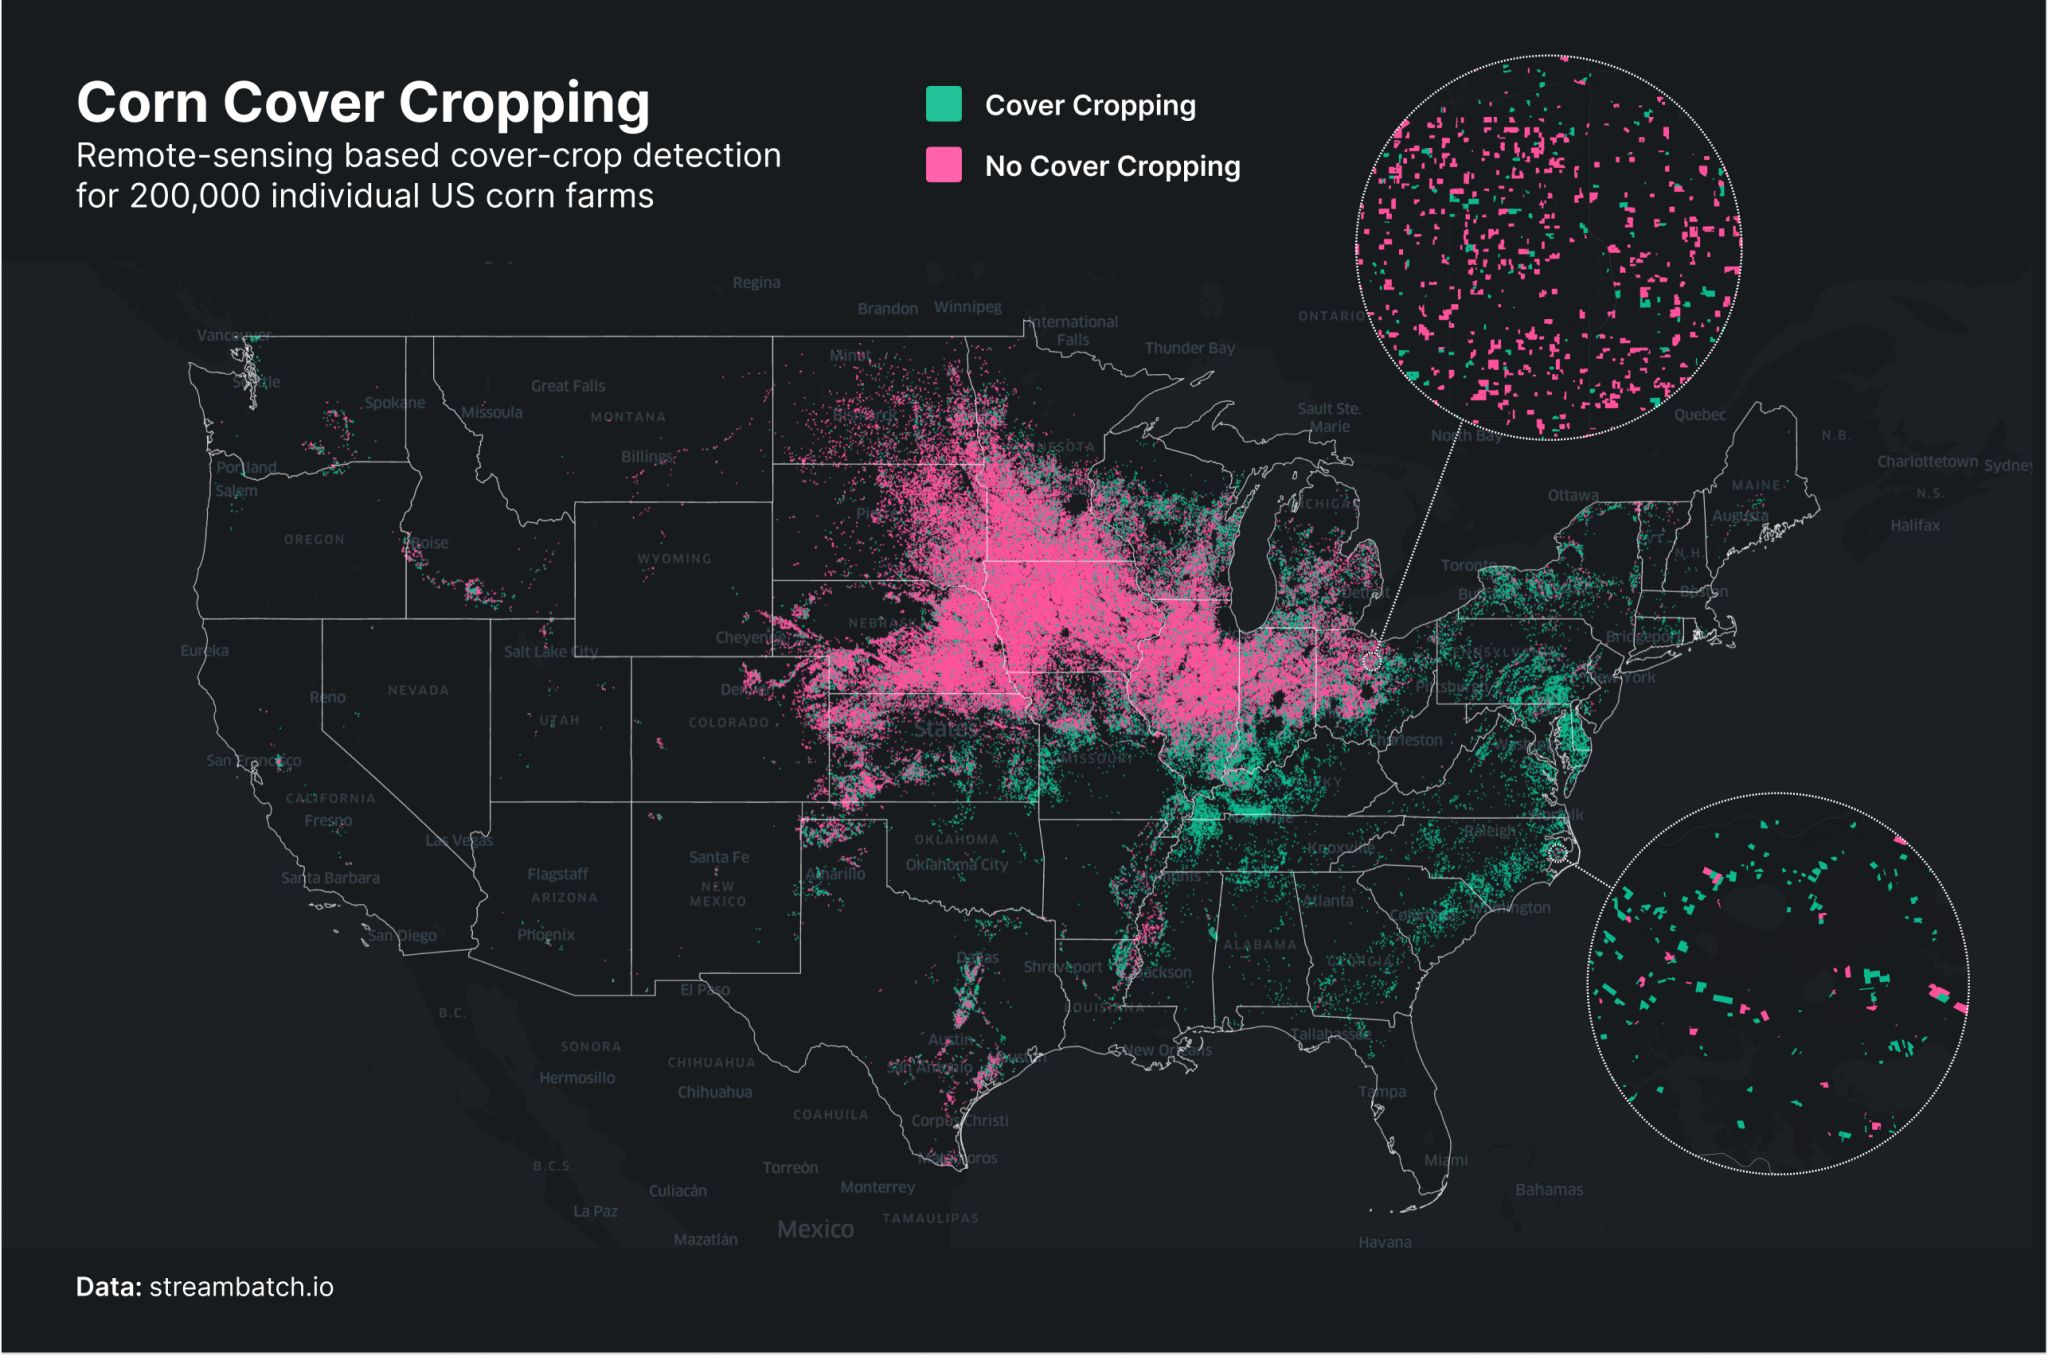 Corn Cover Cropping
Remote-sensing based cover-crop detection
for 200,000 individual US corn farms
Cover Cropping
No Cover Cropping
Regina
Brandon
Winnipeg
International
Falls
ONTARIO
Vancouver
Minot
Thunder Bay
Seattle
Great Falls
Spokane
Missoula
MONTANA
Bismarck
Sault Ste.
Marie
Quebec
North Bay
N.B.
NESOTA
Billings
Portland
Charlottetown
Sydney
Salem
MAINE
Ottawa
N.S.
MICHIGAN
Augusta
Halifax
OREGON
Boise
WYOMING
N.H.
Toronto
Detroit
Boston
NEBRASKA
Cheyenne
Bridgeport
Eureka
Salt Lake City
PENNSYLVANIA
Reno
NEVADA
Denver
Pittsburgh
New York
UTAH
COLORADO
States
Charleston
Washin
San Francisco
MISSOURI
KY
CALIFORNIA
Fresno
Norfolk
Las Vegas
OKLAHOMA
Raleigh
Knoxville
Santa Fe
Oklahoma City
Santa Barbara
Flagstaff
Amarillo
Memphis
NEW
MEXICO
ARIZONA
Atlanta
Wilmington
San Diego
Phoenix
ALABAMA
Dallas
Shreveport
Jackson
GEORGIA
El Paso
LOUISIANA
B.C.
Tallahassee
Austin
New Orleans
SONORA
San Antonio
Houston
CHIHUAHUA
Hermosillo
Chihuahua
Tampa
COAHUILA
Corpus Christi
Matamoros
Miami
B.C.S.
Torreón
Culiacán
Monterrey
Bahamas
La Paz
TAMAULIPAS
Mexico
Mazatlán
Havana
Data: streambatch.io